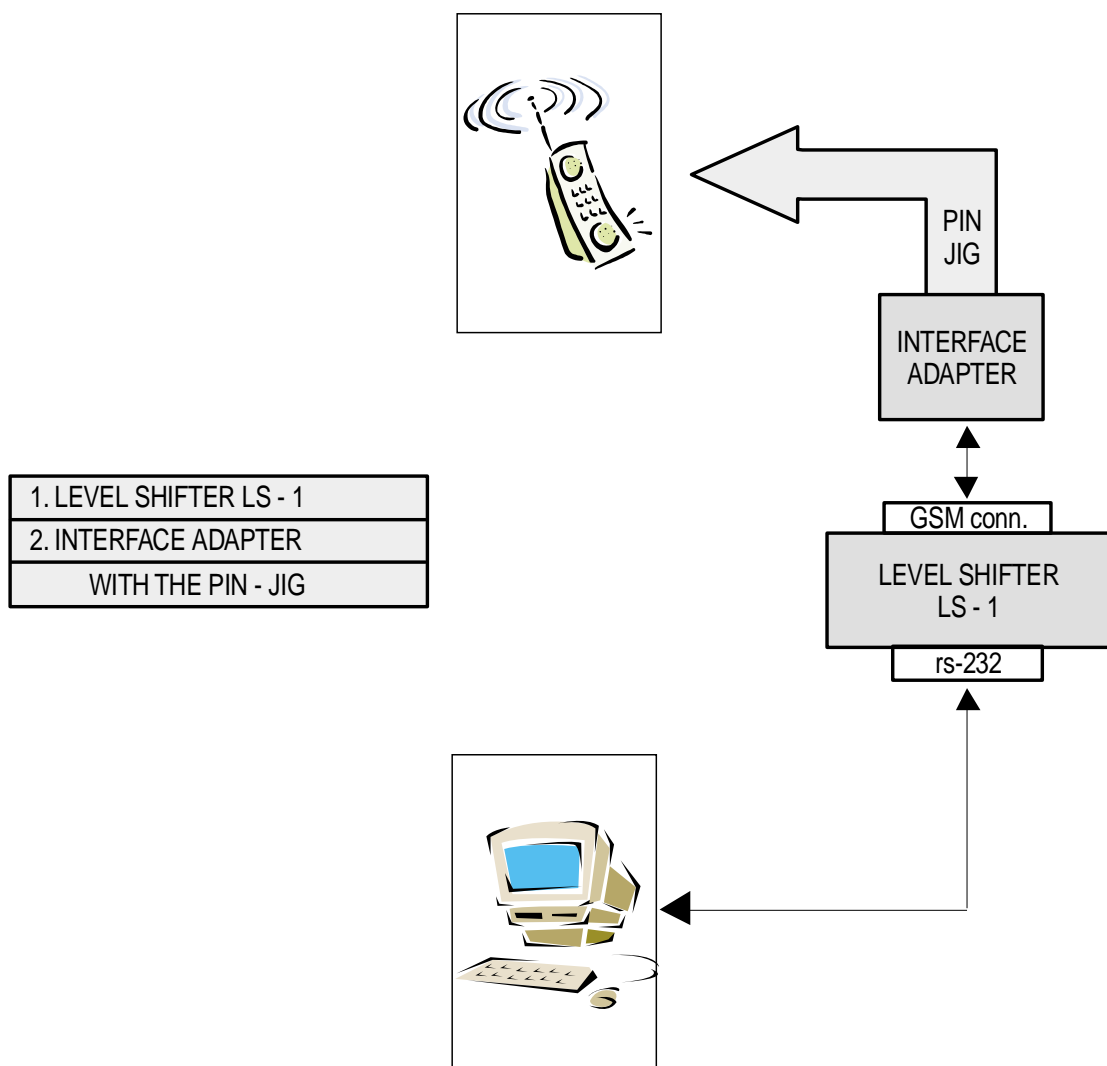 PIN
JIG
INTERFACE
ADAPTER
1. LEVEL SHIFTER LS - 1
2. INTERFACE ADAPTER
WITH THE PIN - JIG
GSM conn.
LEVEL SHIFTER
LS - 1
rs-232